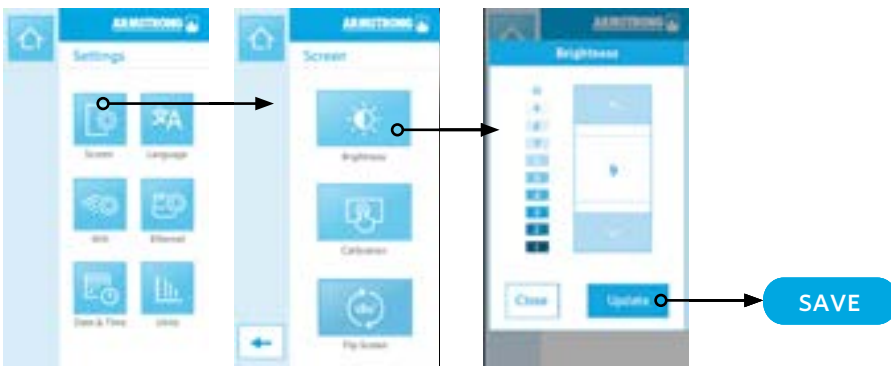 ARMSTRONG
Settings
Screen
Language
Wifi
Ethernet
Date & Time
Units
ARMSTRONG
Screen
Brightness
Calibration
Flip Screen
ARMSTRONG
Brightness
9
Close
Update
SAVE